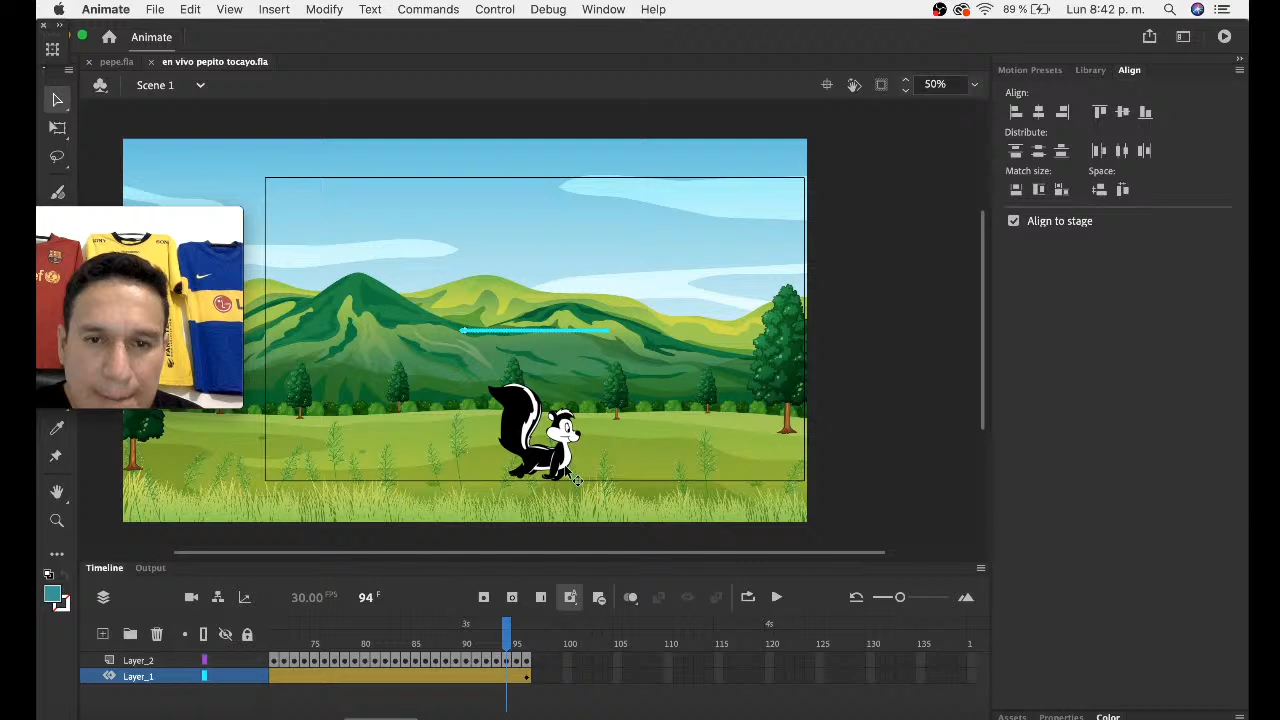 Animate File Edit View Insert Modify Text Commands Control Debug Window Help 89 % Lun 8:42 p. m.
Animate
pepe.fla en vivo pepito tocayo.fla
Scene 1 50%
Motion Presets Library Align
Align:
Distribute:
Match size: Space:
Align to stage
LG
Timeline Output
30.00 FPS 94 F
3s 4s
75 80 85 90 95 100 105 110 115 120 125 130 135 1
Layer_2
Layer_1
Assets Properties Color